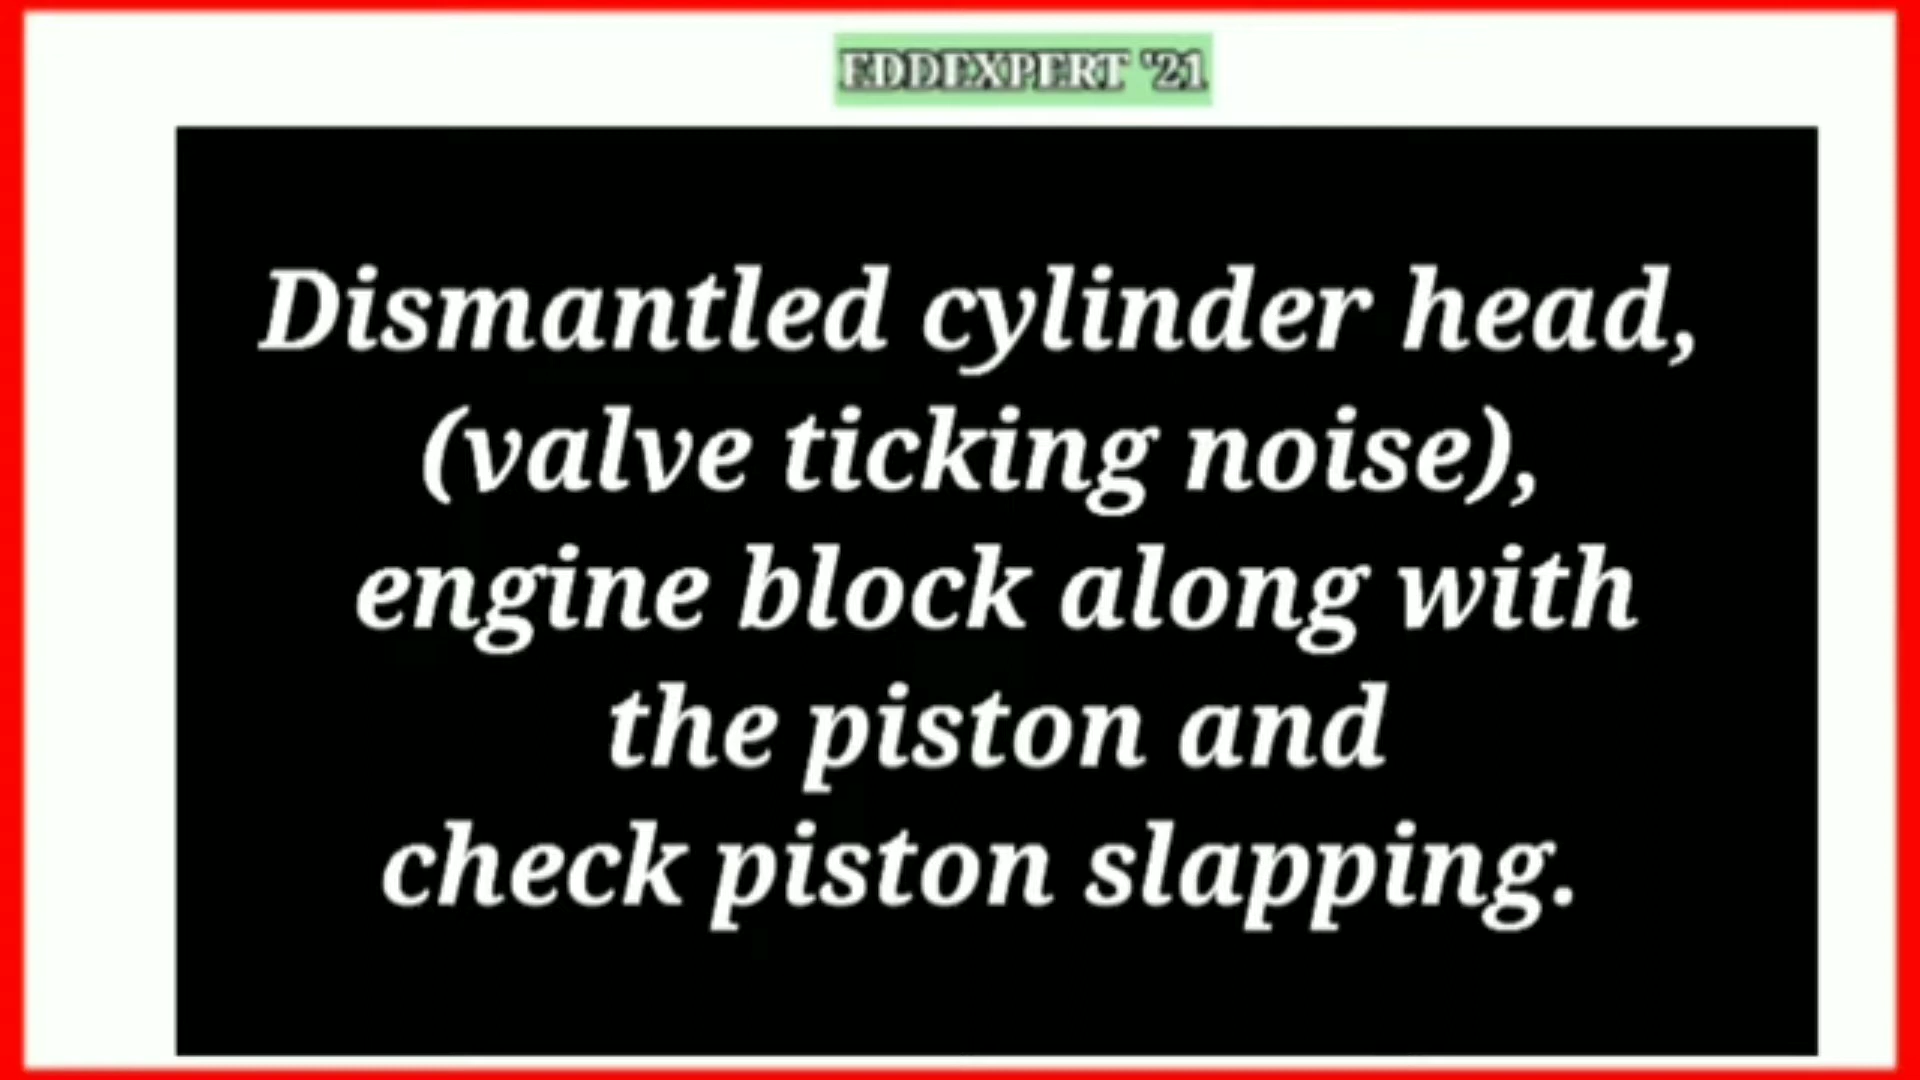 EDDEXPERT '21
Dismantled cylinder head,
(valve ticking noise),
engine block along with
the piston and
check piston slapping.